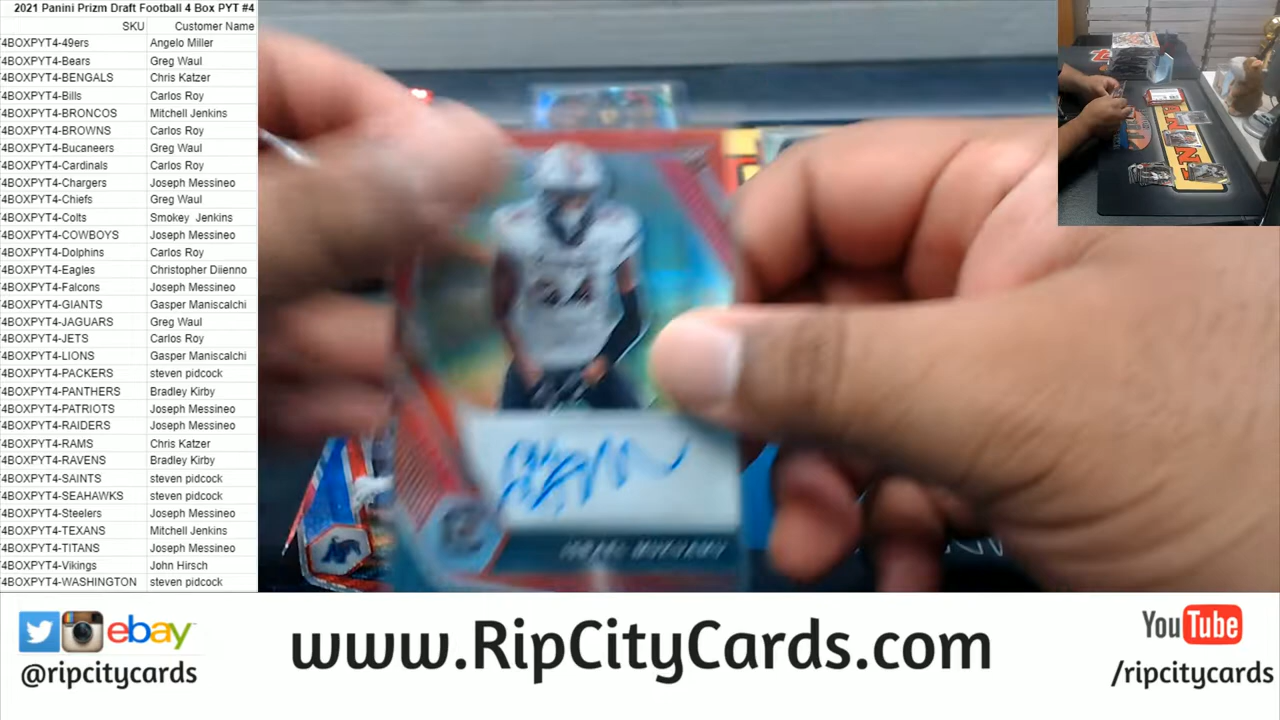 2021 Panini Prizm Draft Football 4 Box PYT #4
SKU Customer Name
4BOXPYT4-49ers Angelo Miller
4BOXPYT4-Bears Greg Waul
4BOXPYT4-BENGALS Chris Katzer
4BOXPYT4-Bills Carlos Roy
4BOXPYT4-BRONCOS Mitchell Jenkins
4BOXPYT4-BROWNS Carlos Roy
4BOXPYT4-Bucaneers Greg Waul
4BOXPYT4-Cardinals Carlos Roy
4BOXPYT4-Chargers Joseph Messineo
4BOXPYT4-Chiefs Greg Waul
4BOXPYT4-Colts Smokey Jenkins
4BOXPYT4-COWBOYS Joseph Messineo
4BOXPYT4-Dolphins Carlos Roy
4BOXPYT4-Eagles Christopher Diienno
4BOXPYT4-Falcons Joseph Messineo
4BOXPYT4-GIANTS Gasper Maniscalchi
4BOXPYT4-JAGUARS Greg Waul
4BOXPYT4-JETS Carlos Roy
4BOXPYT4-LIONS Gasper Maniscalchi
4BOXPYT4-PACKERS steven pidcock
4BOXPYT4-PANTHERS Bradley Kirby
4BOXPYT4-PATRIOTS Joseph Messineo
4BOXPYT4-RAIDERS Joseph Messineo
4BOXPYT4-RAMS Chris Katzer
4BOXPYT4-RAVENS Bradley Kirby
4BOXPYT4-SAINTS steven pidcock
4BOXPYT4-SEAHAWKS steven pidcock
4BOXPYT4-Steelers Joseph Messineo
4BOXPYT4-TEXANS Mitchell Jenkins
4BOXPYT4-TITANS Joseph Messineo
4BOXPYT4-Vikings John Hirsch
4BOXPYT4-WASHINGTON steven pidcock
44
ebay
@ripcitycards
www.RipCityCards.com
YouTube
/ripcitycards